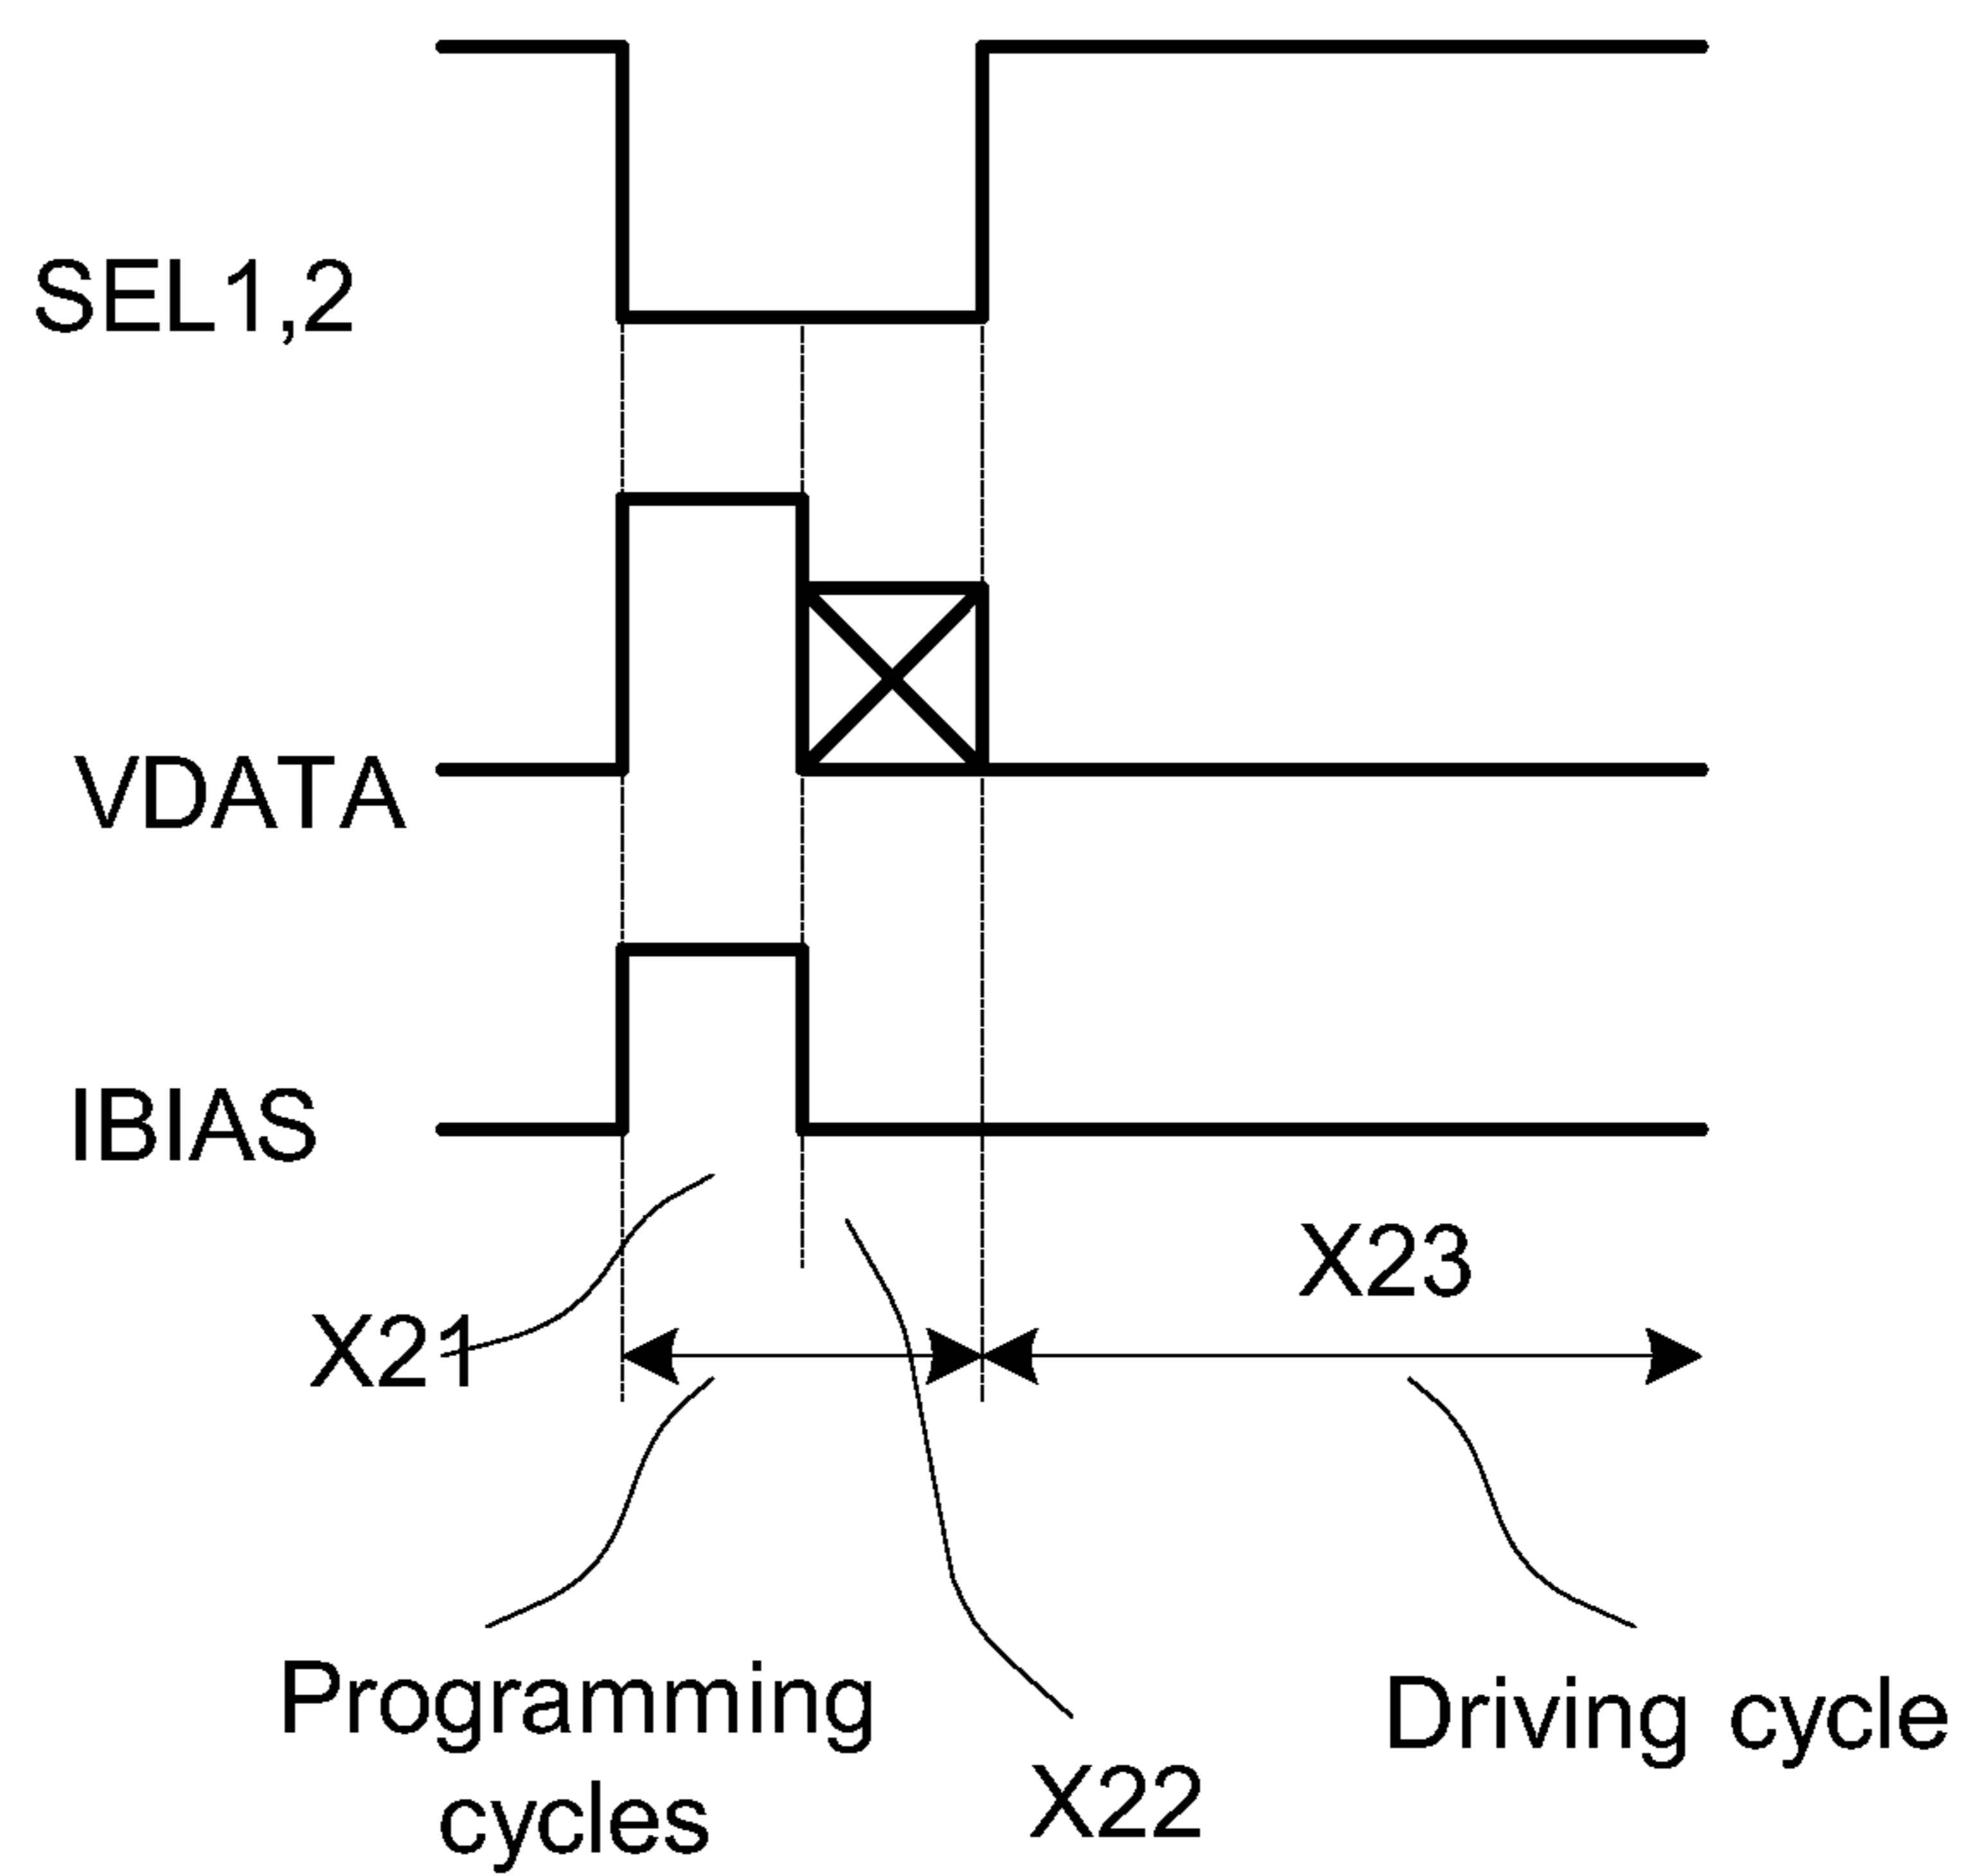 SEL1,2
VDATA
IBIAS
X23
X21
Programming
cycles
Driving cycle
X22